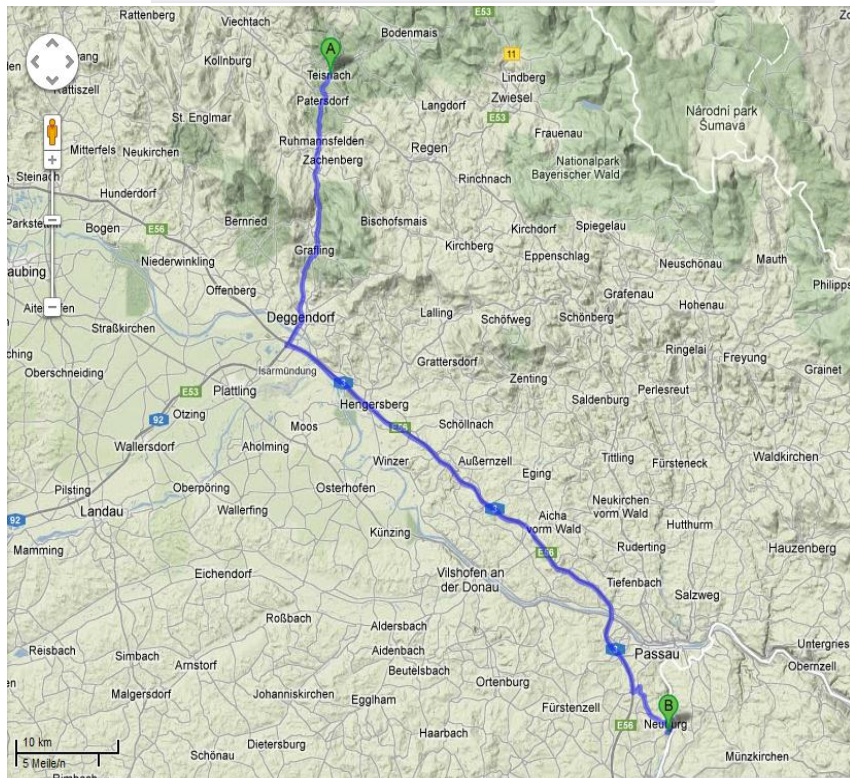 Rattenberg
Viechtach
E53
Bodenmais
A
11
Kollnburg
Teisnach
Lindberg
Rattiszell
Patersdorf
Langdorf
Zwiesel
E53
Národní park
Šumava
St. Englmar
Mitterfels
Neukirchen
Ruhmannsfelden
Regen
Frauenau
Zachenberg
Nationalpark
Bayerischer Wald
Steinach
Hunderdorf
Rinchnach
Parkstetten
Bogen
E56
Bernried
Bischofsmais
Kirchdorf
Spiegelau
Kirchberg
Grafling
Eppenschlag
Neuschönau
Mauth
Niederwinkling
Offenberg
Grafenau
Hohenau
Philipps
Deggendorf
Lalling
Schöfweg
Schönberg
Straßkirchen
Ringelai
Freyung
Oberschneiding
Isarmündung
Grattersdorf
Grainet
E53
Plattling
3
Zenting
Perlesreut
Saldenburg
92
Otzing
Hengersberg
Moos
Schöllnach
Wallersdorf
Aholming
Winzer
Außernzell
Tittling
Fürsteneck
Waldkirchen
Eging
Pilsting
Oberpöring
Osterhofen
Neukirchen
vorm Wald
Landau
Wallerfing
3
Aicha
vorm Wald
92
Künzing
Hutthurm
Mamming
E56
Ruderting
Hauzenberg
Eichendorf
Vilshofen an
der Donau
Tiefenbach
Salzweg
Roßbach
Aldersbach
Untergries
Reisbach
Simbach
Aidenbach
3
Passau
Arnstorf
Beutelsbach
Obernzell
Malgersdorf
Johanniskirchen
Egglham
Ortenburg
B
Fürstenzell
E56
Neuburg
10 km
Haarbach
5 Meile/n
Schönau
Dietersburg
Münzkirchen